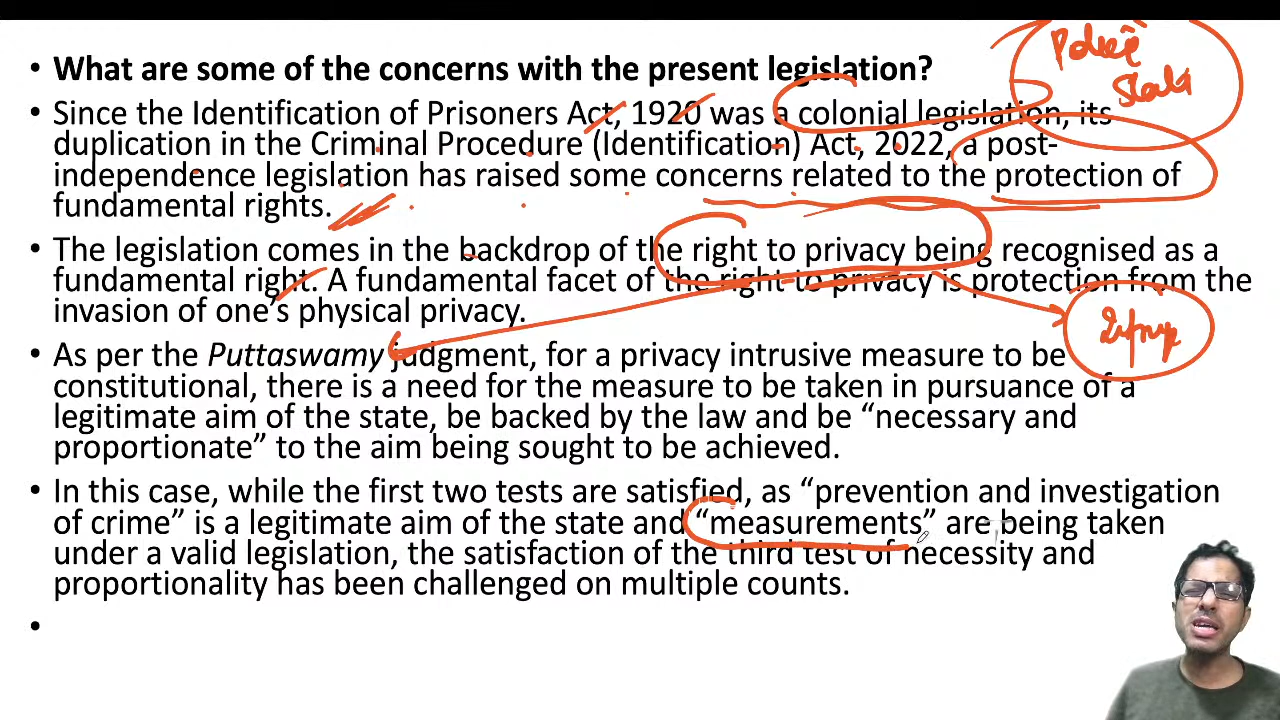 • What are some of the concerns with the present legislation?
• Since the Identification of Prisoners Act, 1920 was a colonial legislation, its
duplication in the Criminal Procedure (Identification) Act, 2022, a post-
independence legislation has raised some concerns related to the protection of
fundamental rights.
• The legislation comes in the backdrop of the right to privacy being recognised as a
fundamental right. A fundamental facet of the right to privacy is protection from the
invasion of one's physical privacy.
• As per the Puttaswamy judgment, for a privacy intrusive measure to be
constitutional, there is a need for the measure to be taken in pursuance of a
legitimate aim of the state, be backed by the law and be “necessary and
proportionate” to the aim being sought to be achieved.
• In this case, while the first two tests are satisfied, as “prevention and investigation
of crime” is a legitimate aim of the state and “measurements” are being taken
under a valid legislation, the satisfaction of the third test of necessity and
proportionality has been challenged on multiple counts.
•
Police
State